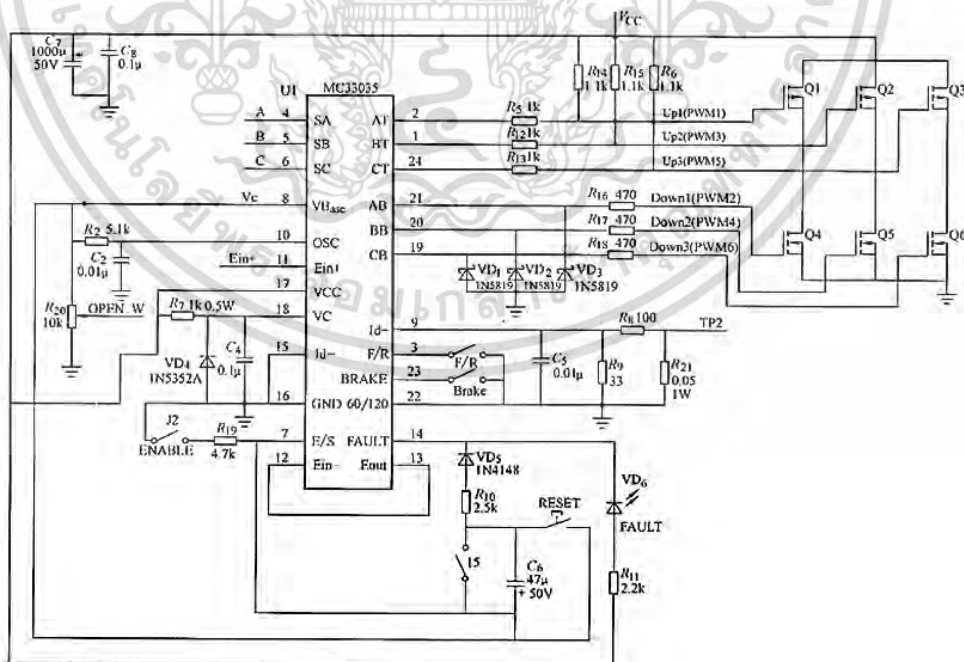 VCC
C7
1000μ
50V
C8
0.1μ
R14
1.1k
R15
1.1k
R6
1.1k
Q1
Q2
Q3
U1
MC33035
A
4
SA
AT
2
R5 1k
Up1(PWM1)
B
5
SB
BT
1
R12 1k
Up2(PWM3)
C
6
SC
CT
24
R13 1k
Up3(PWM5)
Vc
8
VBase
AB
21
R16 470
Down1(PWM2)
R2 5.1k
10
OSC
BB
20
R17 470
Down2(PWM4)
C2
0.01μ
Ein+
11
Ein+
CB
19
R18 470
Down3(PWM6)
Q4
Q5
Q6
VD1
1N5819
VD2
1N5819
VD3
1N5819
17
VCC
R20
10k
OPEN_W
R7 1k 0.5W
18
VC
Id-
9
R8 100
TP2
VD4
1N5352A
C4
0.1μ
15
Id-
F/R
3
F/R
BRAKE
23
Brake
C5
0.01μ
R9
33
R21
0.05
1W
16
GND
60/120
22
J2
ENABLE
R19
4.7k
7
E/S
FAULT
14
12
Ein-
Eout
13
VD5
1N4148
R10
2.5k
RESET
VD6
FAULT
C6
47μ
+ 50V
R11
2.2k